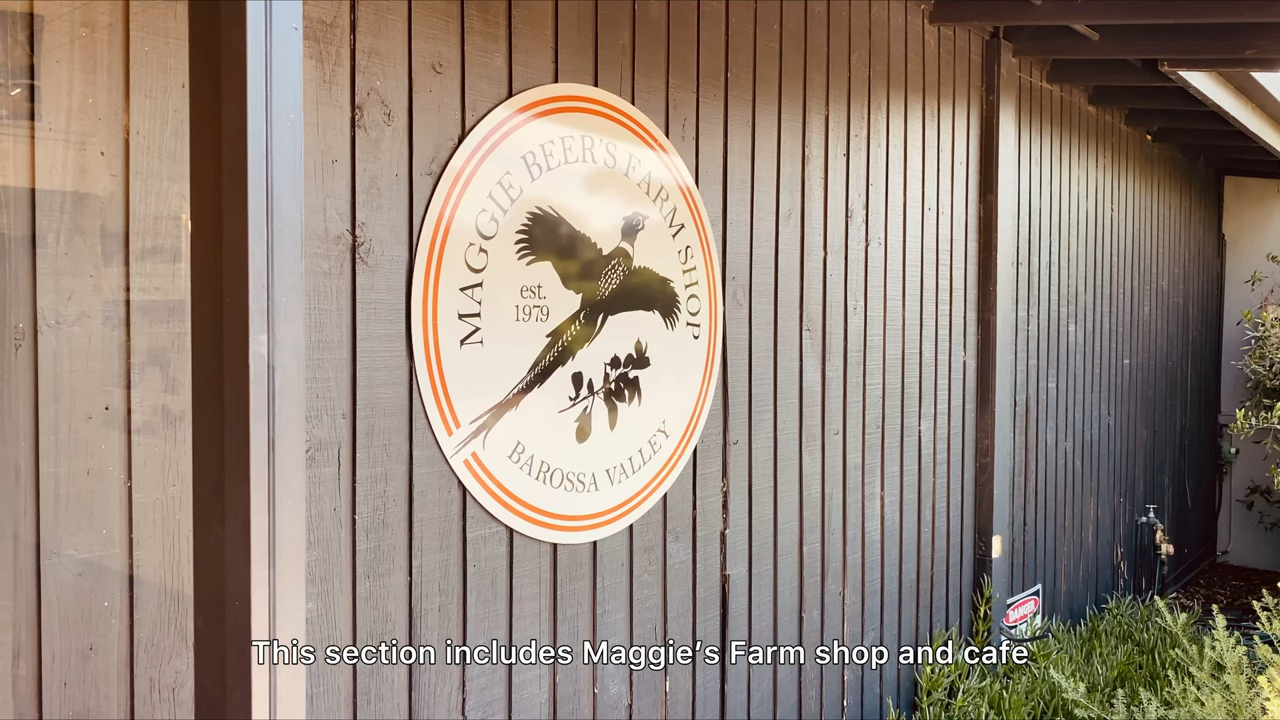 MAGGIE BEER'S FARM SHOP
est.
1979
BAROSSA VALLEY
DANGER
This section includes Maggie's Farm shop and cafe